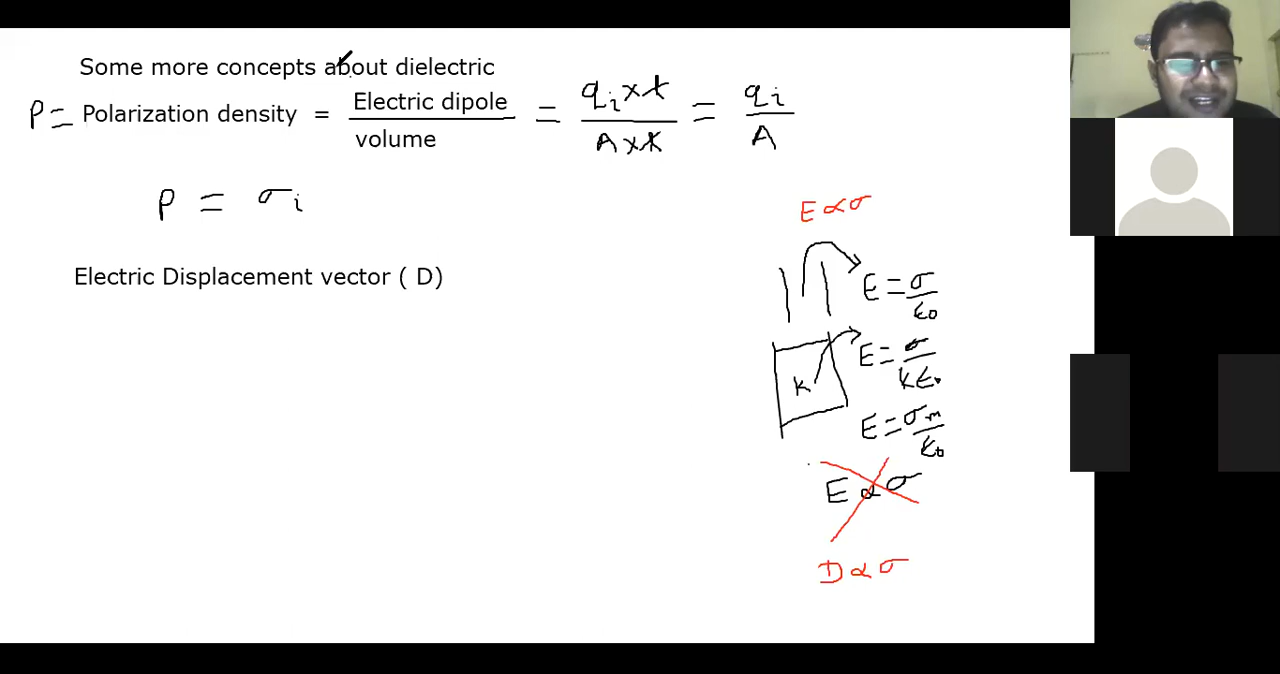 Some more concepts about dielectric
P = Polarization density = Electric dipole / volume = qᵢ x t / A x t = qᵢ / A
P = σᵢ
Electric Displacement vector ( D)
E ∝ σ
E = σ / ε₀
K
E = σ / kε₀
E = σₘ / ε₀
E ∝ σ
D ∝ σ